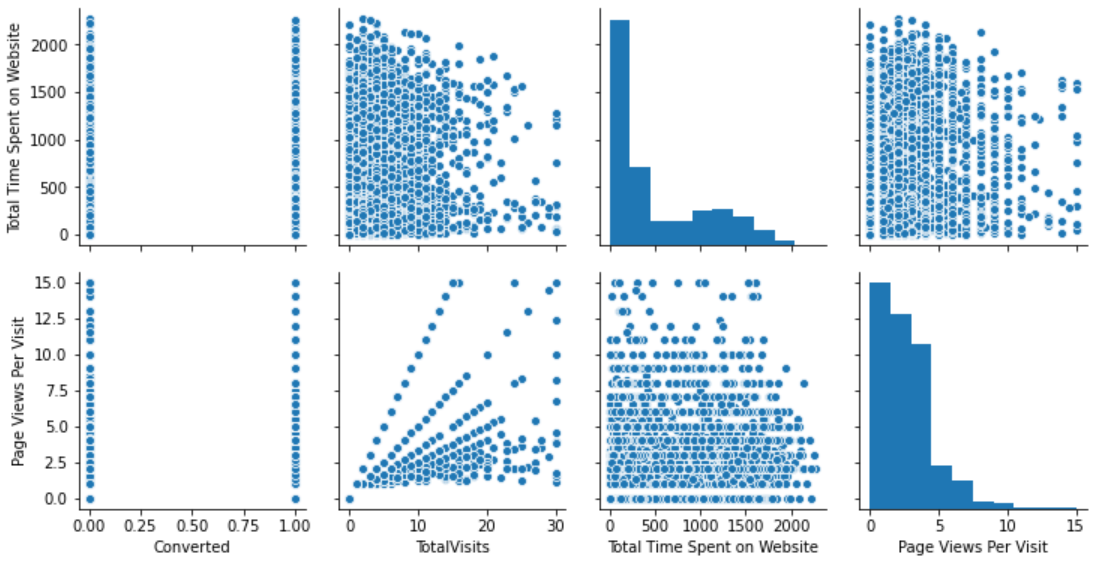 Total Time Spent on Website
2000
1500
1000
500
0
Page Views Per Visit
15.0
12.5
10.0
7.5
5.0
2.5
0.0
0.00 0.25 0.50 0.75 1.00
Converted
0 10 20 30
TotalVisits
0 500 1000 1500 2000
Total Time Spent on Website
0 5 10 15
Page Views Per Visit